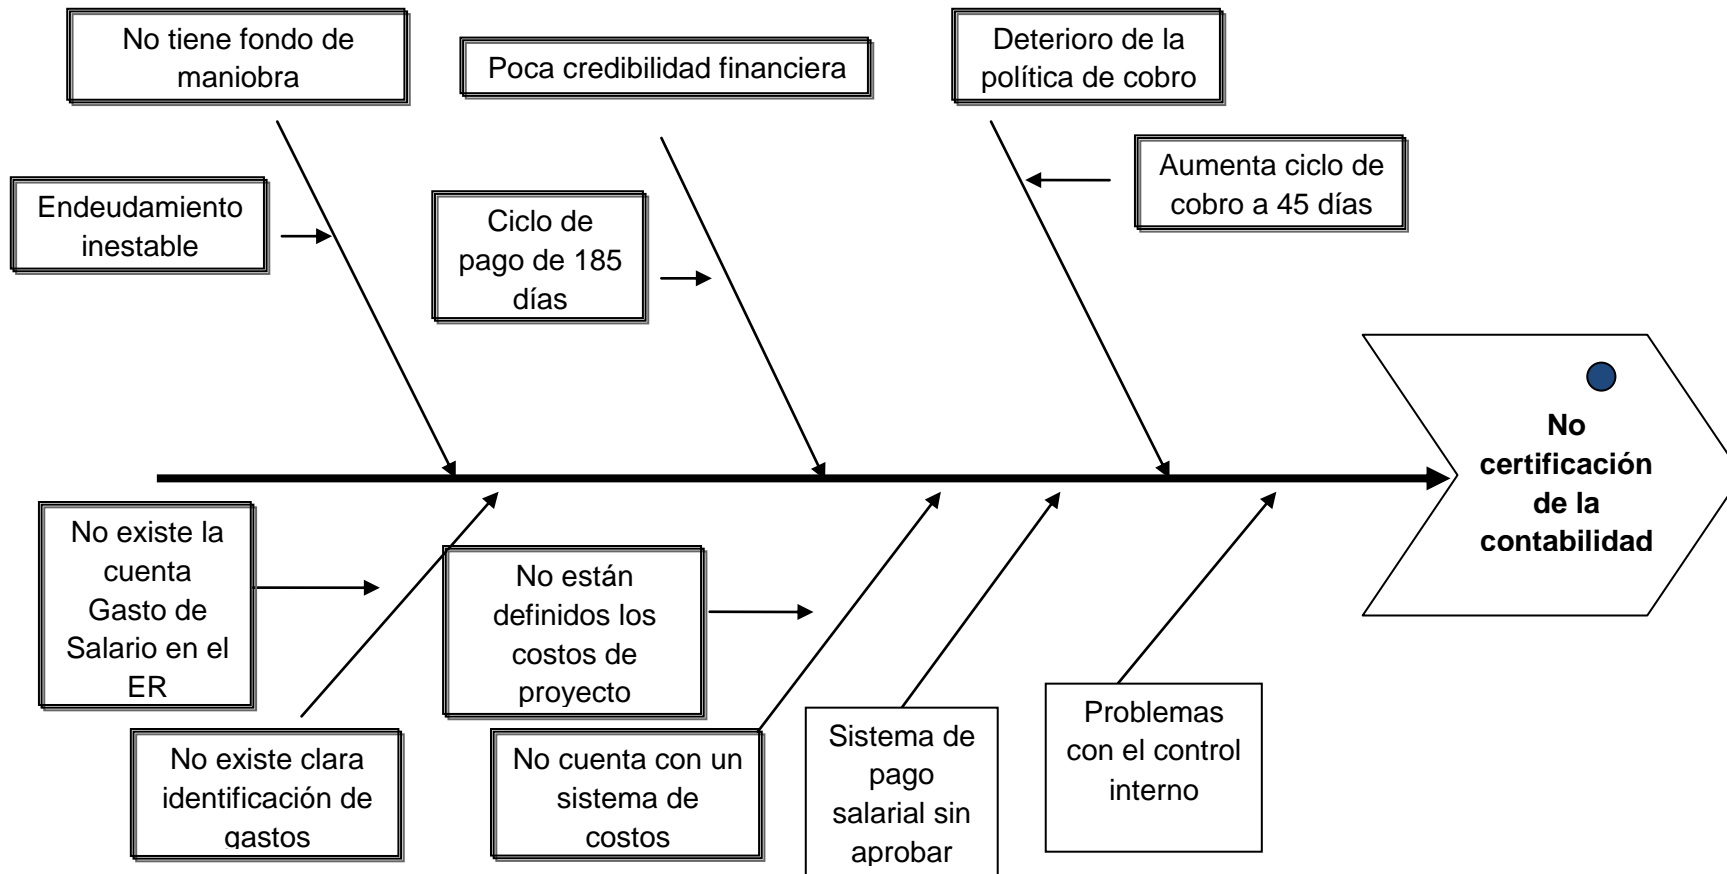 No tiene fondo de
maniobra
Poca credibilidad financiera
Deterioro de la
política de cobro
Aumenta ciclo de
cobro a 45 días
Endeudamiento
inestable
Ciclo de
pago de 185
días
No
certificación
de la
contabilidad
No existe la
cuenta
Gasto de
Salario en el
ER
No están
definidos los
costos de
proyecto
No existe clara
identificación de
gastos
No cuenta con un
sistema de
costos
Sistema de
pago
salarial sin
aprobar
Problemas
con el control
interno